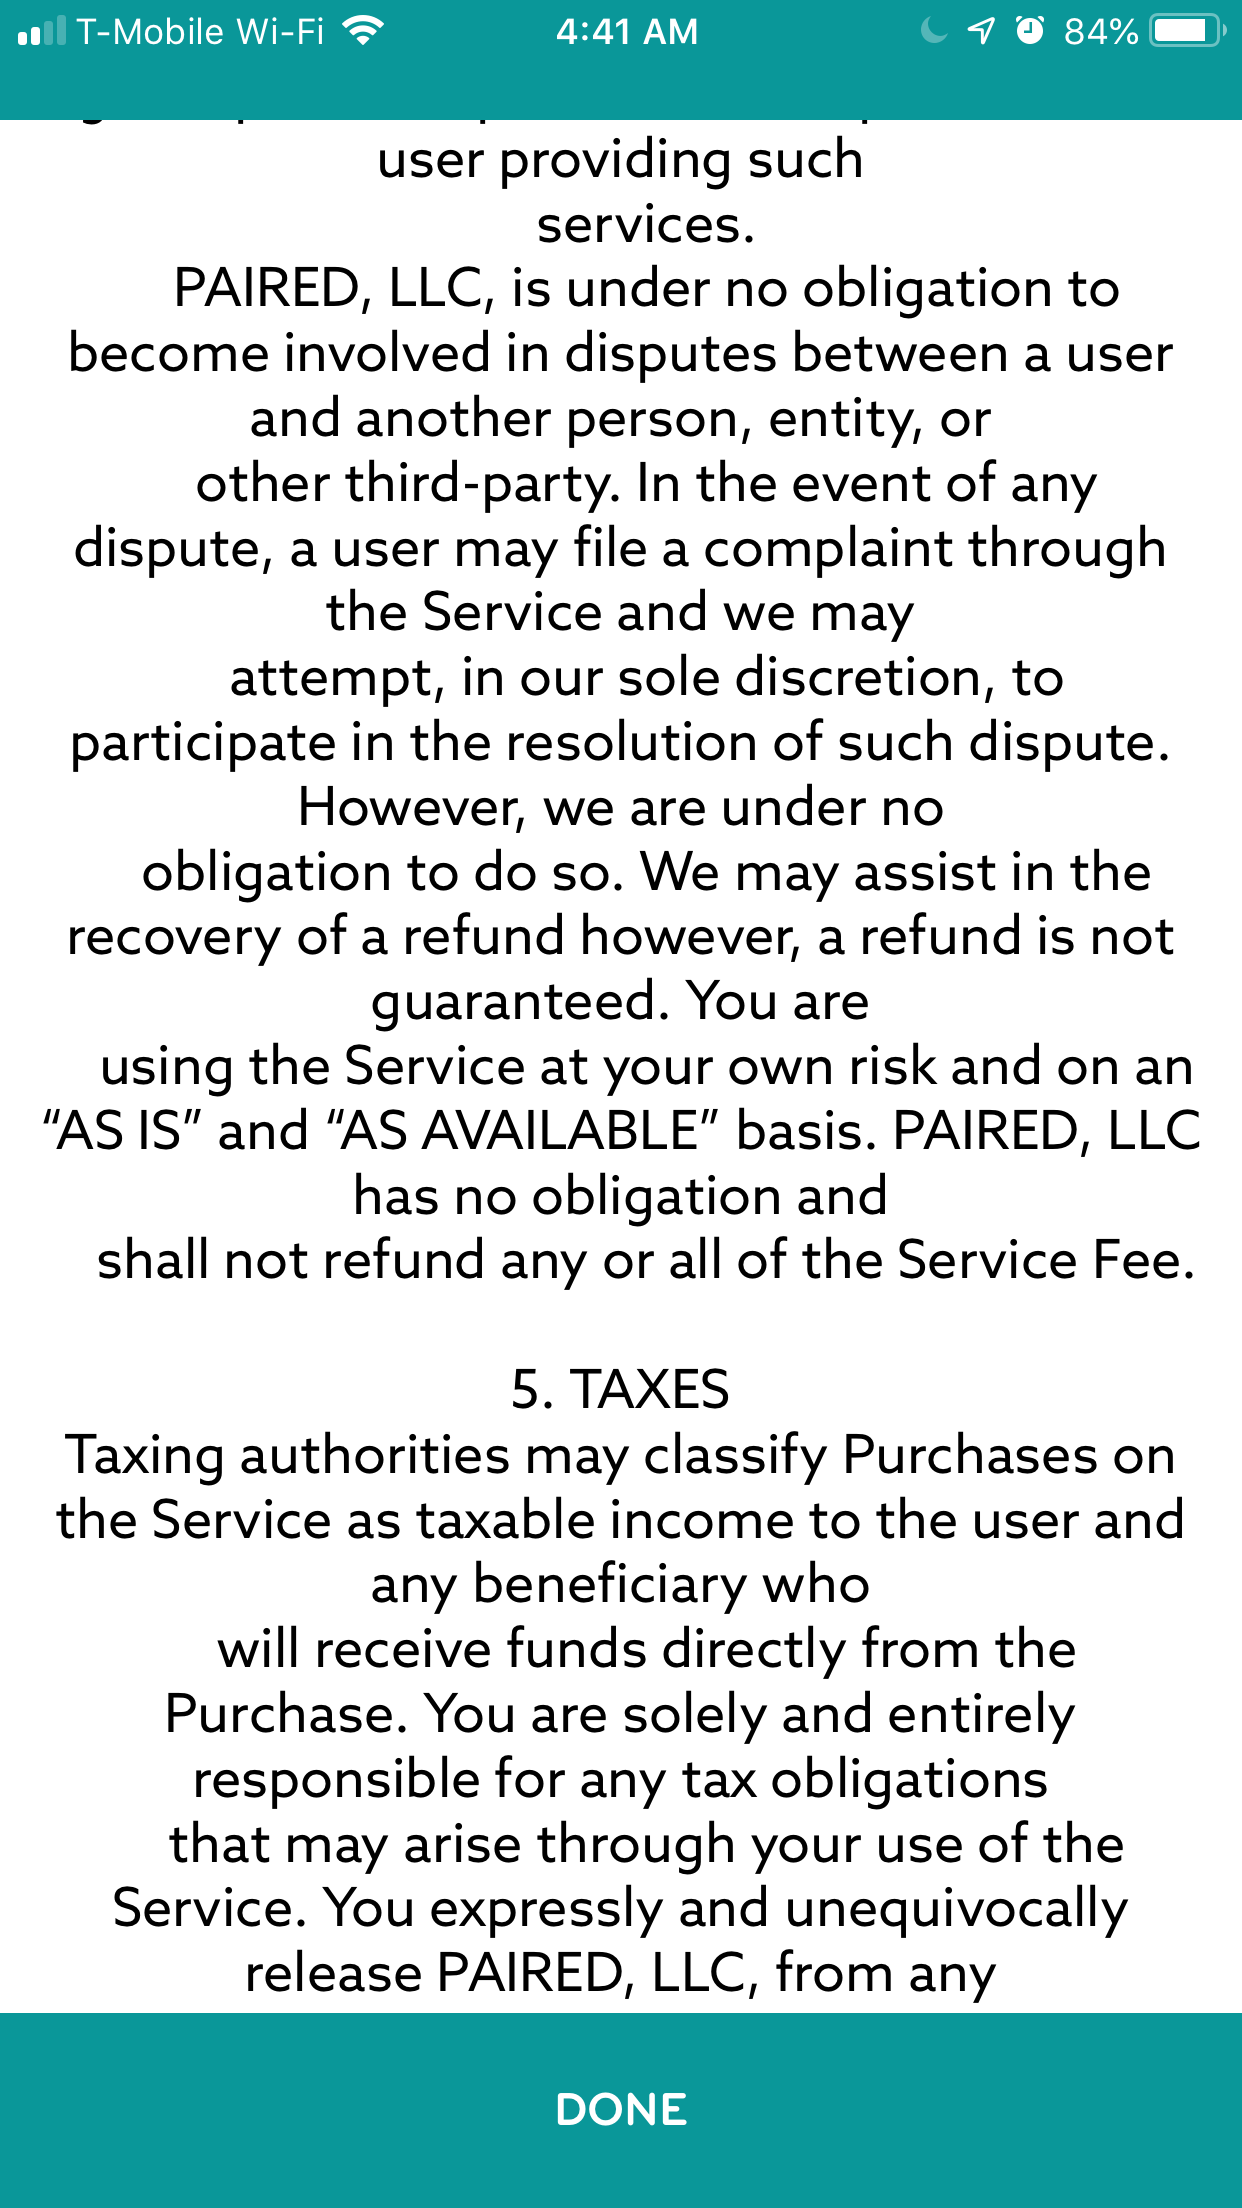 T-Mobile Wi-Fi 4:41 AM 84%
user providing such
services.
PAIRED, LLC, is under no obligation to
become involved in disputes between a user
and another person, entity, or
other third-party. In the event of any
dispute, a user may file a complaint through
the Service and we may
attempt, in our sole discretion, to
participate in the resolution of such dispute.
However, we are under no
obligation to do so. We may assist in the
recovery of a refund however, a refund is not
guaranteed. You are
using the Service at your own risk and on an
“AS IS” and “AS AVAILABLE” basis. PAIRED, LLC
has no obligation and
shall not refund any or all of the Service Fee.
5. TAXES
Taxing authorities may classify Purchases on
the Service as taxable income to the user and
any beneficiary who
will receive funds directly from the
Purchase. You are solely and entirely
responsible for any tax obligations
that may arise through your use of the
Service. You expressly and unequivocally
release PAIRED, LLC, from any
DONE